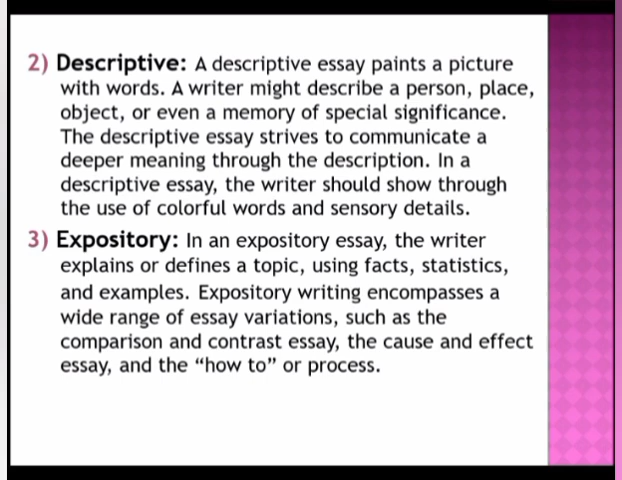 2) Descriptive: A descriptive essay paints a picture
with words. A writer might describe a person, place,
object, or even a memory of special significance.
The descriptive essay strives to communicate a
deeper meaning through the description. In a
descriptive essay, the writer should show through
the use of colorful words and sensory details.
3) Expository: In an expository essay, the writer
explains or defines a topic, using facts, statistics,
and examples. Expository writing encompasses a
wide range of essay variations, such as the
comparison and contrast essay, the cause and effect
essay, and the “how to” or process.